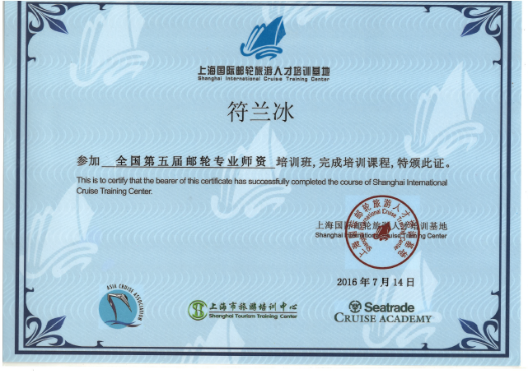 上海国际邮轮旅游人才培训基地
Shanghai International Cruise Training Center
符兰冰
参加 全国第五届邮轮专业师资 培训班,完成培训课程,特颁此证。
This is to certify that the bearer of this certificate has successfully completed the course of Shanghai International
Cruise Training Center.
上海国际邮轮旅游人才培训基地
Shanghai International Cruise Training Center
2016 年 7 月 14 日
ASIA CRUISE ASSOCIATION
上海市旅游培训中心
Shanghai Tourism Training Center
Seatrade
CRUISE ACADEMY